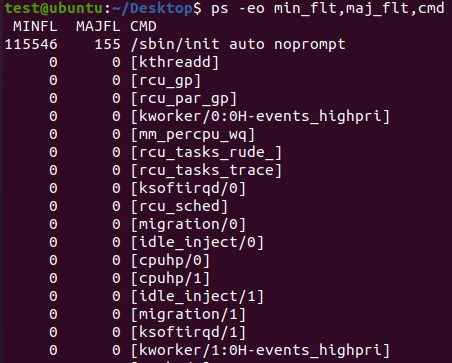 test@ubuntu:~/Desktop$ ps -eo min_flt,maj_flt,cmd
MINFL MAJFL CMD
115546 155 /sbin/init auto noprompt
0 0 [kthreadd]
0 0 [rcu_gp]
0 0 [rcu_par_gp]
0 0 [kworker/0:0H-events_highpri]
0 0 [mm_percpu_wq]
0 0 [rcu_tasks_rude_]
0 0 [rcu_tasks_trace]
0 0 [ksoftirqd/0]
0 0 [rcu_sched]
0 0 [migration/0]
0 0 [idle_inject/0]
0 0 [cpuhp/0]
0 0 [cpuhp/1]
0 0 [idle_inject/1]
0 0 [migration/1]
0 0 [ksoftirqd/1]
0 0 [kworker/1:0H-events_highpri]